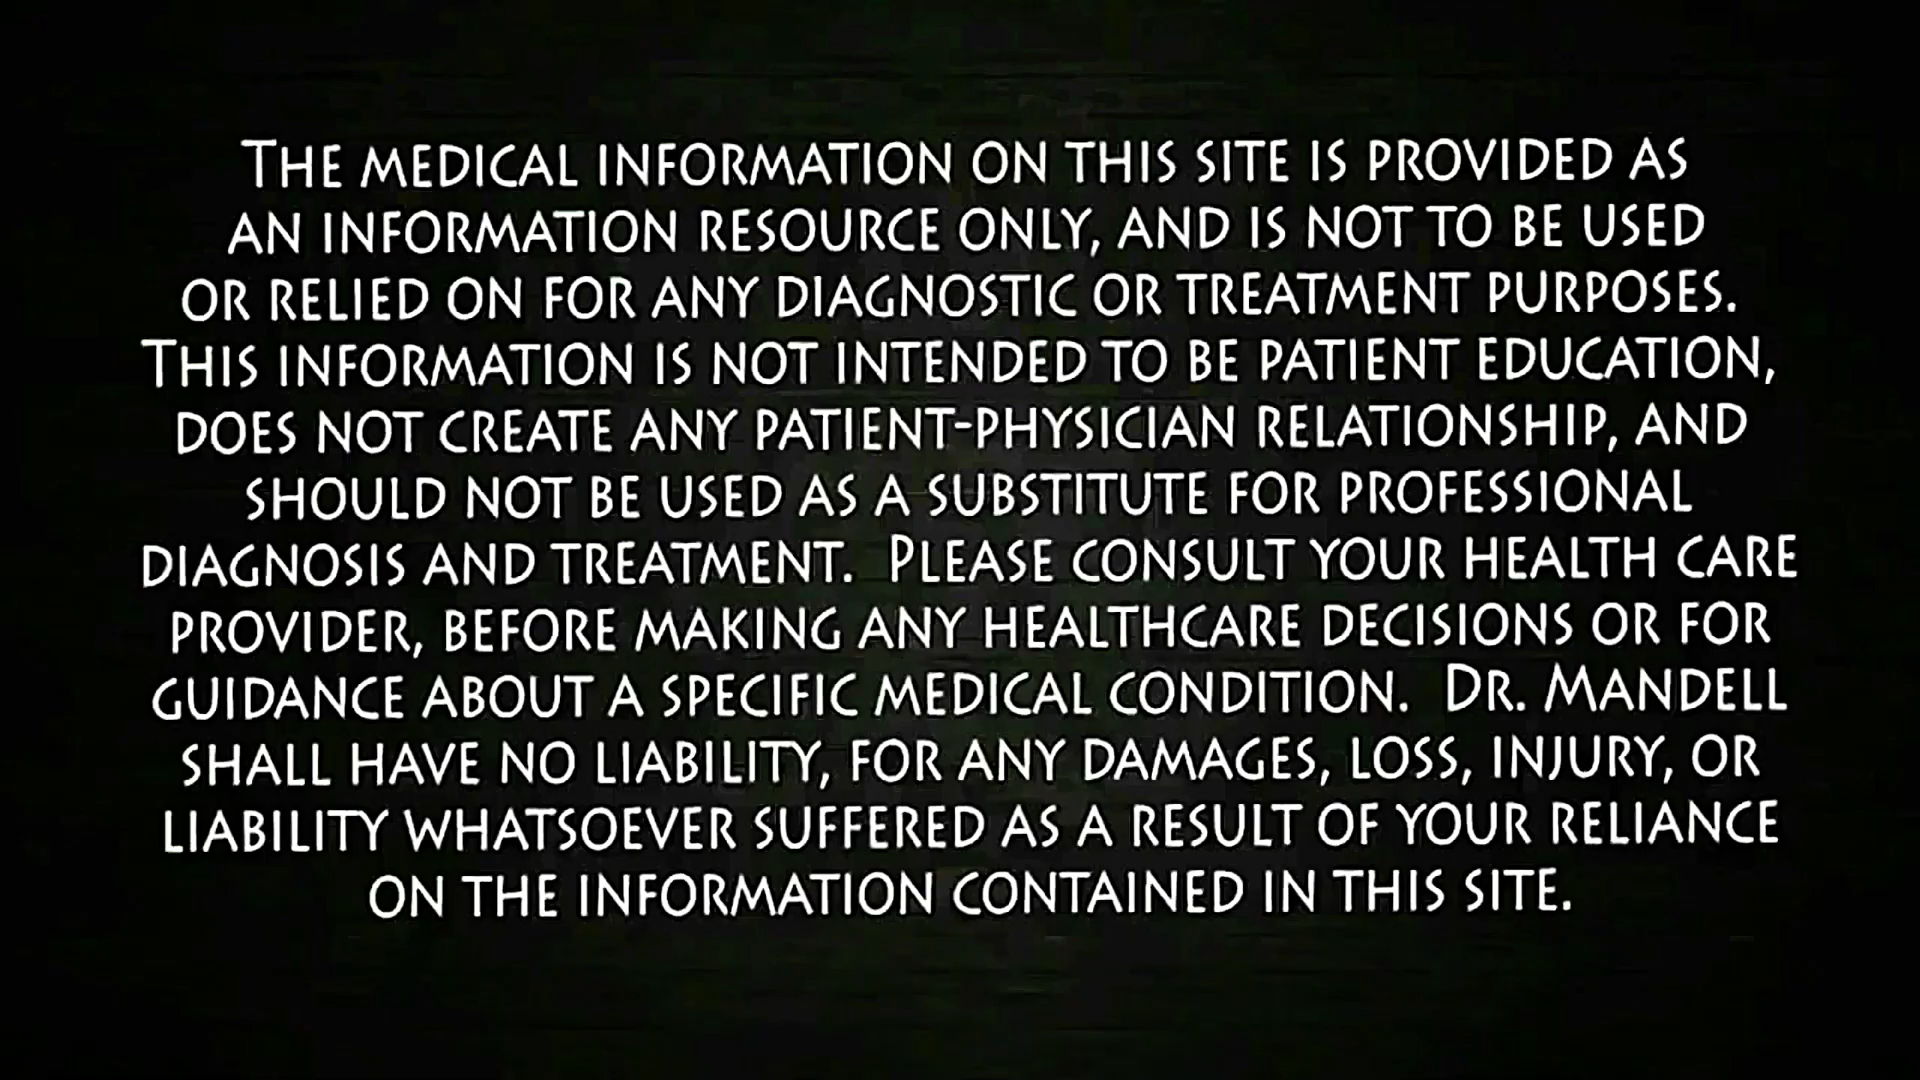 The medical information on this site is provided as
an information resource only, and is not to be used
or relied on for any diagnostic or treatment purposes.
This information is not intended to be patient education,
does not create any patient-physician relationship, and
should not be used as a substitute for professional
diagnosis and treatment. Please consult your health care
provider, before making any healthcare decisions or for
guidance about a specific medical condition. Dr. Mandell
shall have no liability, for any damages, loss, injury, or
liability whatsoever suffered as a result of your reliance
on the information contained in this site.